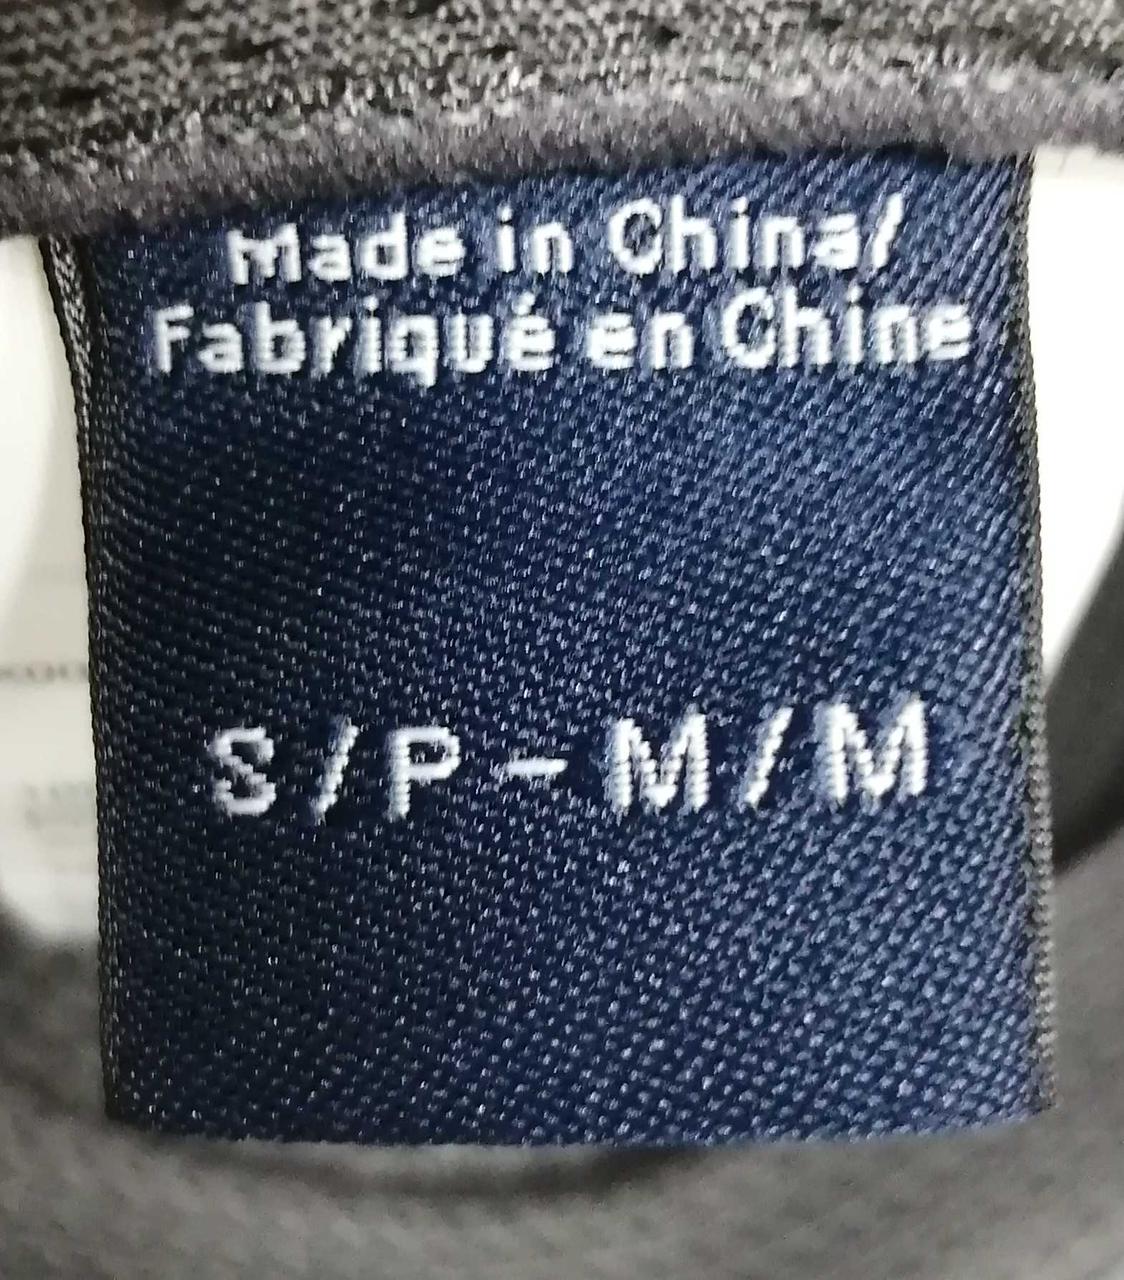 Made in China/
Fabriqué en Chine
S/P - M/M